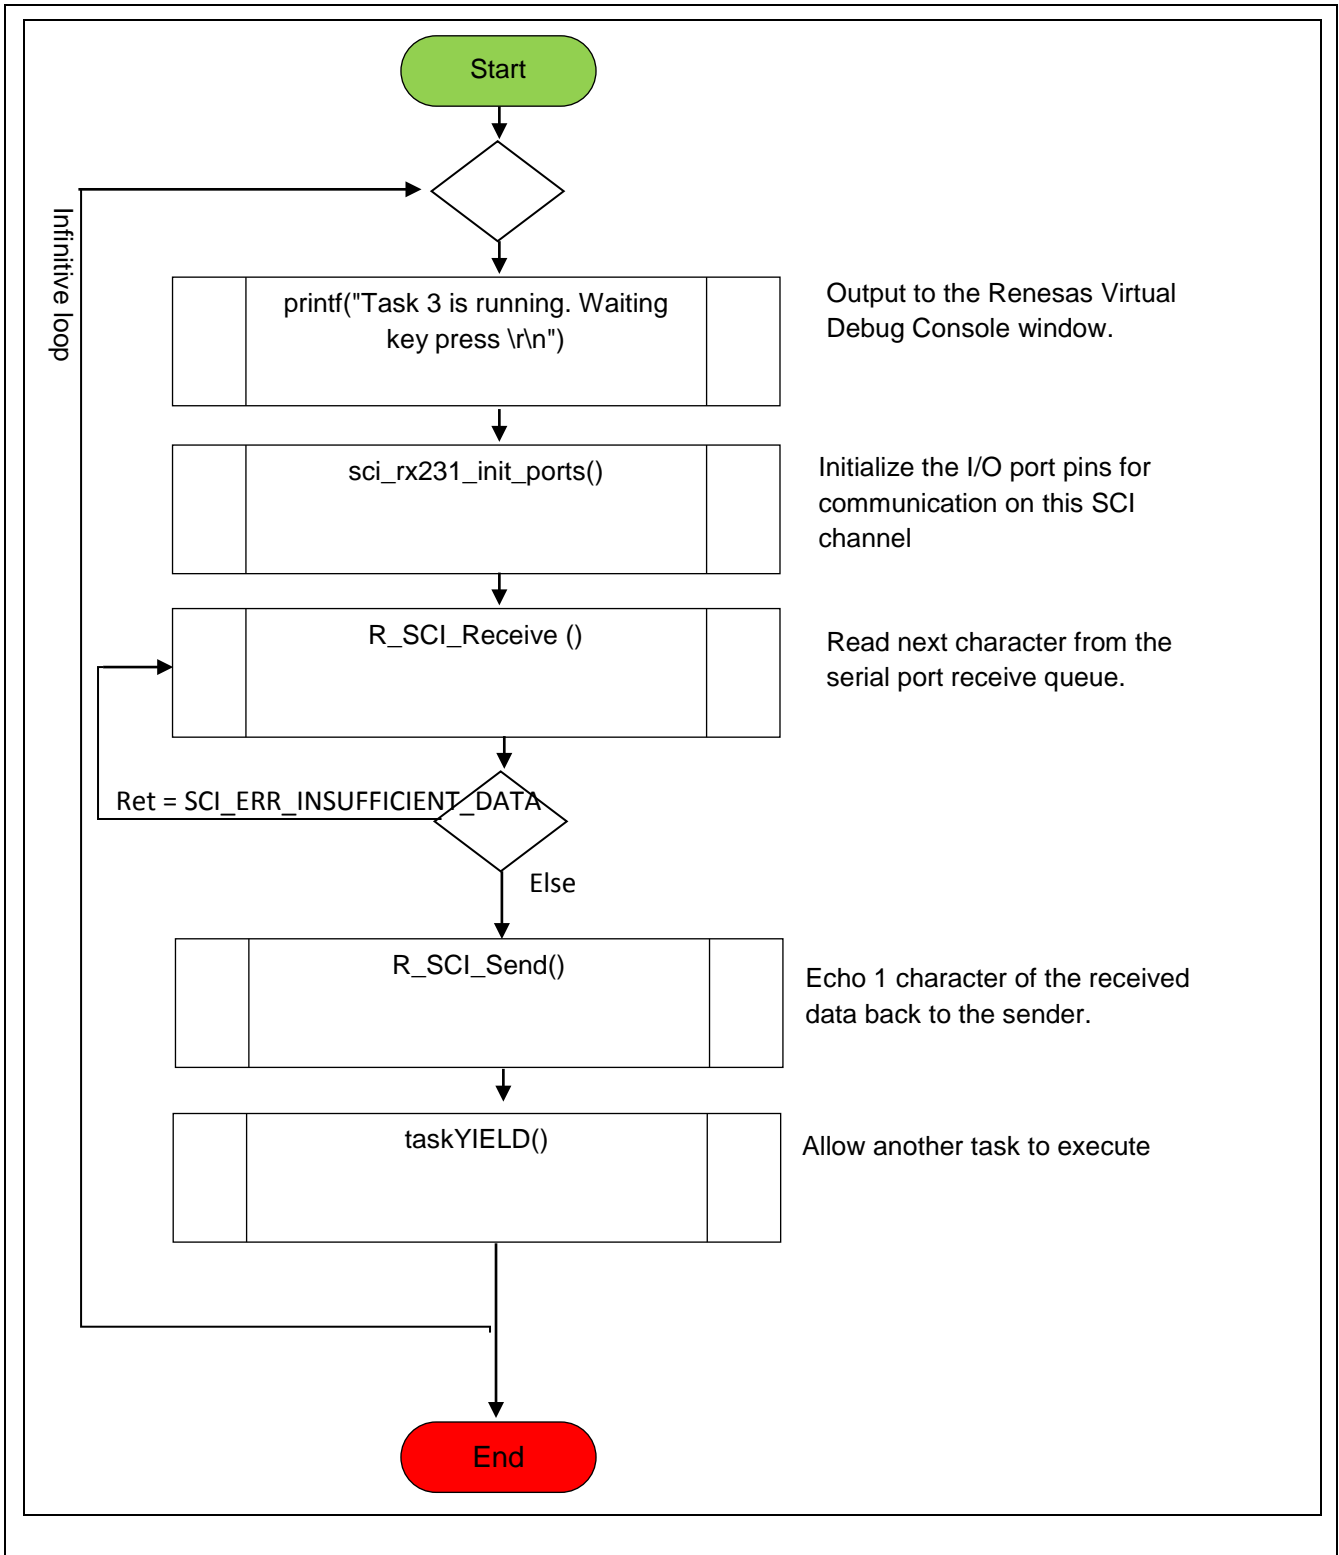 Start
Infinitive loop
printf("Task 3 is running. Waiting
key press \r\n")
Output to the Renesas Virtual
Debug Console window.
sci_rx231_init_ports()
Initialize the I/O port pins for
communication on this SCI
channel
R_SCI_Receive ()
Read next character from the
serial port receive queue.
Ret = SCI_ERR_INSUFFICIENT_DATA
Else
R_SCI_Send()
Echo 1 character of the received
data back to the sender.
taskYIELD()
Allow another task to execute
End